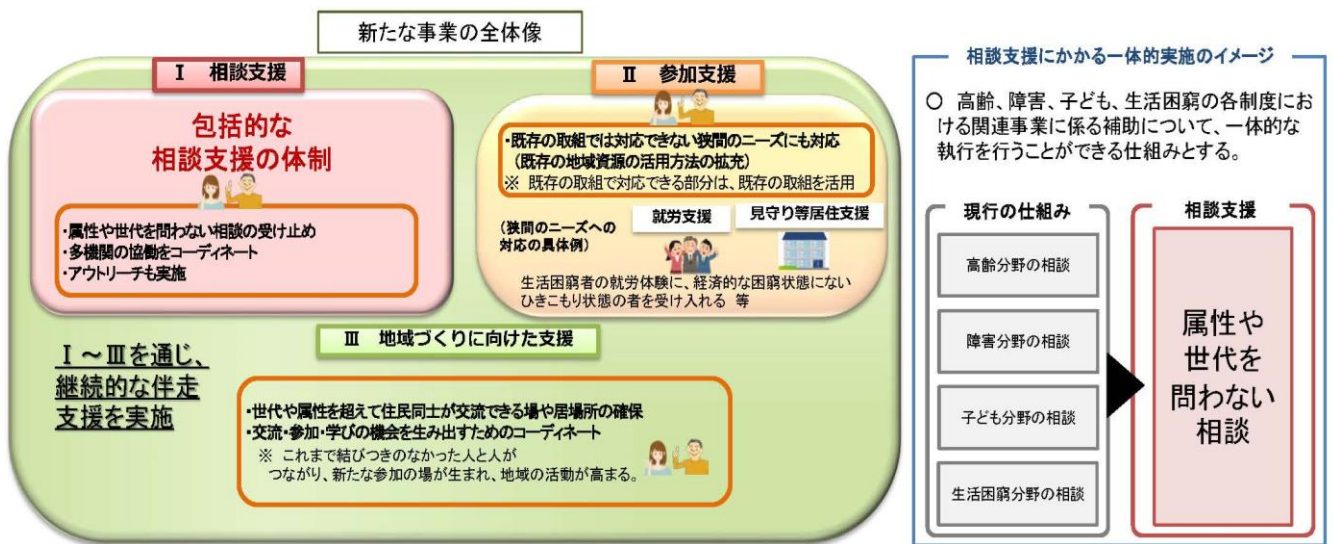 新たな事業の全体像
Ⅰ 相談支援
包括的な
相談支援の体制
・属性や世代を問わない相談の受け止め
・多機関の協働をコーディネート
・アウトリーチも実施
Ⅱ 参加支援
・既存の取組では対応できない狭間のニーズにも対応
（既存の地域資源の活用方法の拡充）
※ 既存の取組で対応できる部分は、既存の取組を活用
（狭間のニーズへの
対応の具体例）
就労支援
見守り等居住支援
生活困窮者の就労体験に、経済的な困窮状態にない
ひきこもり状態の者を受け入れる 等
Ⅲ 地域づくりに向けた支援
Ⅰ～Ⅲを通じ、
継続的な伴走
支援を実施
・世代や属性を超えて住民同士が交流できる場や居場所の確保
・交流・参加・学びの機会を生み出すためのコーディネート
※ これまで結びつきのなかった人と人が
つながり、新たな参加の場が生まれ、地域の活動が高まる。
相談支援にかかる一体的実施のイメージ
○ 高齢、障害、子ども、生活困窮の各制度にお
ける関連事業に係る補助について、一体的な
執行を行うことができる仕組みとする。
現行の仕組み
高齢分野の相談
障害分野の相談
子ども分野の相談
生活困窮分野の相談
相談支援
属性や
世代を
問わない
相談